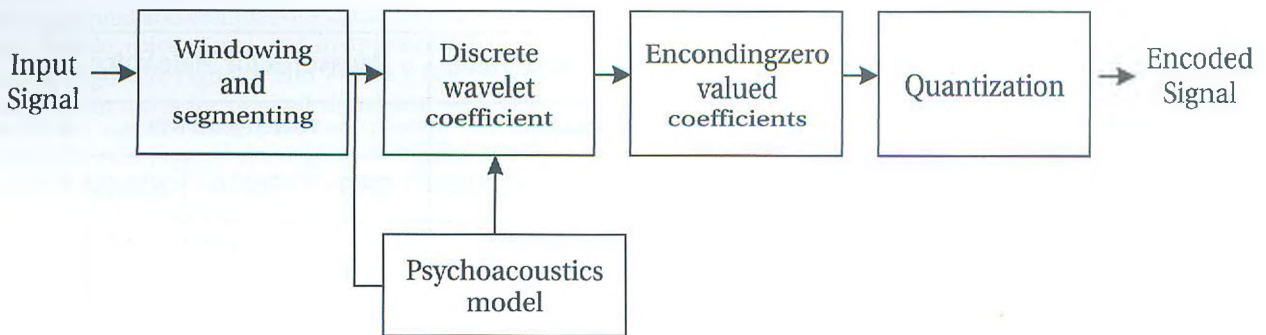 Input
Signal
Windowing
and
segmenting
Discrete
wavelet
coefficient
Encondingzero
valued
coefficients
Quantization
Encoded
Signal
Psychoacoustics
model